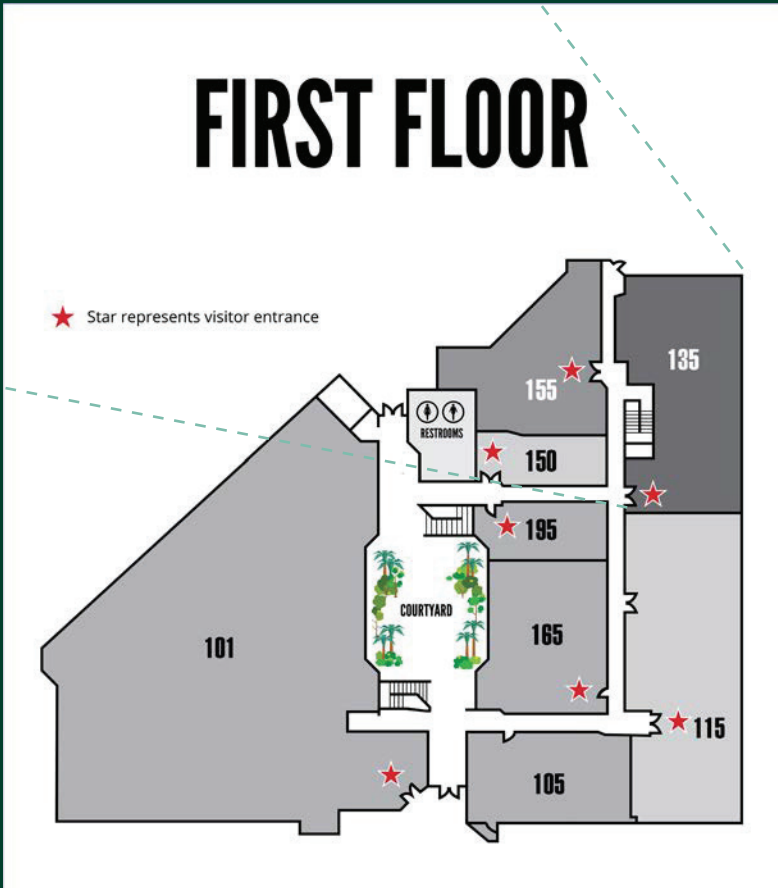 FIRST FLOOR
Star represents visitor entrance
135
155
RESTROOMS
150
195
COURTYARD
101
165
115
105